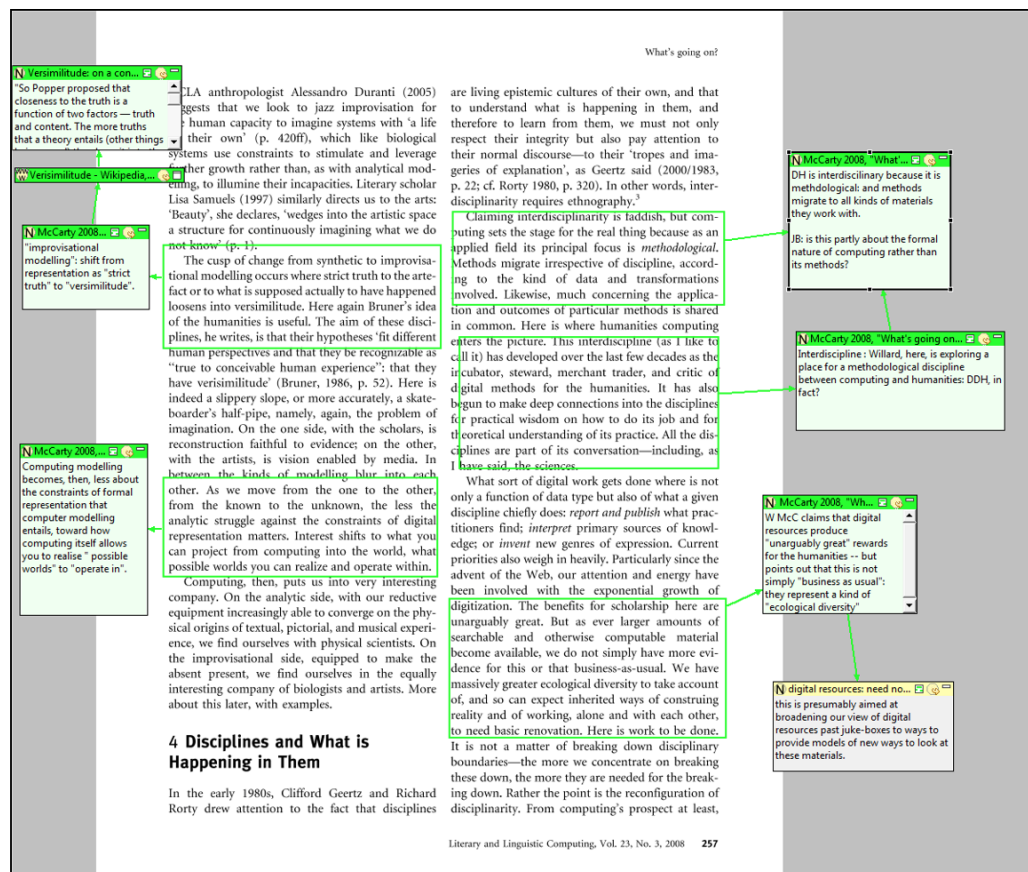 What's going on?
N Versimilitude: on a con...
"So Popper proposed that
closeness to the truth is a
function of two factors — truth
and content. The more truths
that a theory entails (other things
W Versimilitude - Wikipedia,...
N McCarty 2008...
"improvisational
modelling": shift from
representation as "strict
truth" to "versimilitude".
N McCarty 2008,...
Computing modelling
becomes, then, less about
the constraints of formal
representation that
computer modelling
entails, toward how
computing itself allows
you to realise " possible
worlds" to "operate in".
CLA anthropologist Alessandro Duranti (2005)
ggests that we look to jazz improvisation for
e human capacity to imagine systems with 'a life
their own' (p. 420ff), which like biological
systems use constraints to stimulate and leverage
further growth rather than, as with analytical mod-
elling, to illumine their incapacities. Literary scholar
Lisa Samuels (1997) similarly directs us to the arts:
'Beauty', she declares, 'wedges into the artistic space
a structure for continuously imagining what we do
not know' (p. 1).
The cusp of change from synthetic to improvisa-
tional modelling occurs where strict truth to the arte-
fact or to what is supposed actually to have happened
loosens into versimilitude. Here again Bruner's idea
of the humanities is useful. The aim of these disci-
plines, he writes, is that their hypotheses 'fit different
human perspectives and that they be recognizable as
"true to conceivable human experience": that they
have verisimilitude' (Bruner, 1986, p. 52). Here is
indeed a slippery slope, or more accurately, a skate-
boarder's half-pipe, namely, again, the problem of
imagination. On the one side, with the scholars, is
reconstruction faithful to evidence; on the other,
with the artists, is vision enabled by media. In
between the kinds of modelling blur into each
other. As we move from the one to the other,
from the known to the unknown, the less the
analytic struggle against the constraints of digital
representation matters. Interest shifts to what you
can project from computing into the world, what
possible worlds you can realize and operate within.
Computing, then, puts us into very interesting
company. On the analytic side, with our reductive
equipment increasingly able to converge on the phy-
sical origins of textual, pictorial, and musical experi-
ence, we find ourselves with physical scientists. On
the improvisational side, equipped to make the
absent present, we find ourselves in the equally
interesting company of biologists and artists. More
about this later, with examples.
4 Disciplines and What is
Happening in Them
In the early 1980s, Clifford Geertz and Richard
Rorty drew attention to the fact that disciplines
are living epistemic cultures of their own, and that
to understand what is happening in them, and
therefore to learn from them, we must not only
respect their integrity but also pay attention to
their normal discourse—to their 'tropes and ima-
geries of explanation', as Geertz said (2000/1983,
p. 22; cf. Rorty 1980, p. 320). In other words, inter-
disciplinarity requires ethnography.3
Claiming interdisciplinarity is faddish, but com-
puting sets the stage for the real thing because as an
applied field its principal focus is methodological.
Methods migrate irrespective of discipline, accord-
ing to the kind of data and transformations
involved. Likewise, much concerning the applica-
tion and outcomes of particular methods is shared
in common. Here is where humanities computing
enters the picture. This interdiscipline (as I like to
call it) has developed over the last few decades as the
incubator, steward, merchant trader, and critic of
digital methods for the humanities. It has also
begun to make deep connections into the disciplines
for practical wisdom on how to do its job and for
theoretical understanding of its practice. All the dis-
ciplines are part of its conversation—including, as
I have said, the sciences.
What sort of digital work gets done where is not
only a function of data type but also of what a given
discipline chiefly does: report and publish what prac-
titioners find; interpret primary sources of knowl-
edge; or invent new genres of expression. Current
priorities also weigh in heavily. Particularly since the
advent of the Web, our attention and energy have
been involved with the exponential growth of
digitization. The benefits for scholarship here are
unarguably great. But as ever larger amounts of
searchable and otherwise computable material
become available, we do not simply have more evi-
dence for this or that business-as-usual. We have
massively greater ecological diversity to take account
of, and so can expect inherited ways of construing
reality and of working, alone and with each other,
to need basic renovation. Here is work to be done.
It is not a matter of breaking down disciplinary
boundaries—the more we concentrate on breaking
these down, the more they are needed for the break-
ing down. Rather the point is the reconfiguration of
disciplinarity. From computing's prospect at least,
N McCarty 2008, "What'...
DH is interdiscilinary because it is
methdological: and methods
migrate to all kinds of materials
they work with.
JB: is this partly about the formal
nature of computing rather than
its methods?
N McCarty 2008, "What's going on...
Interdiscipline : Willard, here, is exploring a
place for a methodological discipline
between computing and humanities: DDH, in
fact?
N McCarty 2008, "Wh...
W McC claims that digital
resources produce
"unarguably great" rewards
for the humanities -- but
points out that this is not
simply "business as usual":
they represent a kind of
"ecological diversity"
N digital resources: need no...
this is presumably aimed at
broadening our view of digital
resources past juke-boxes to ways to
provide models of new ways to look at
these materials.
Literary and Linguistic Computing, Vol. 23, No. 3, 2008 257